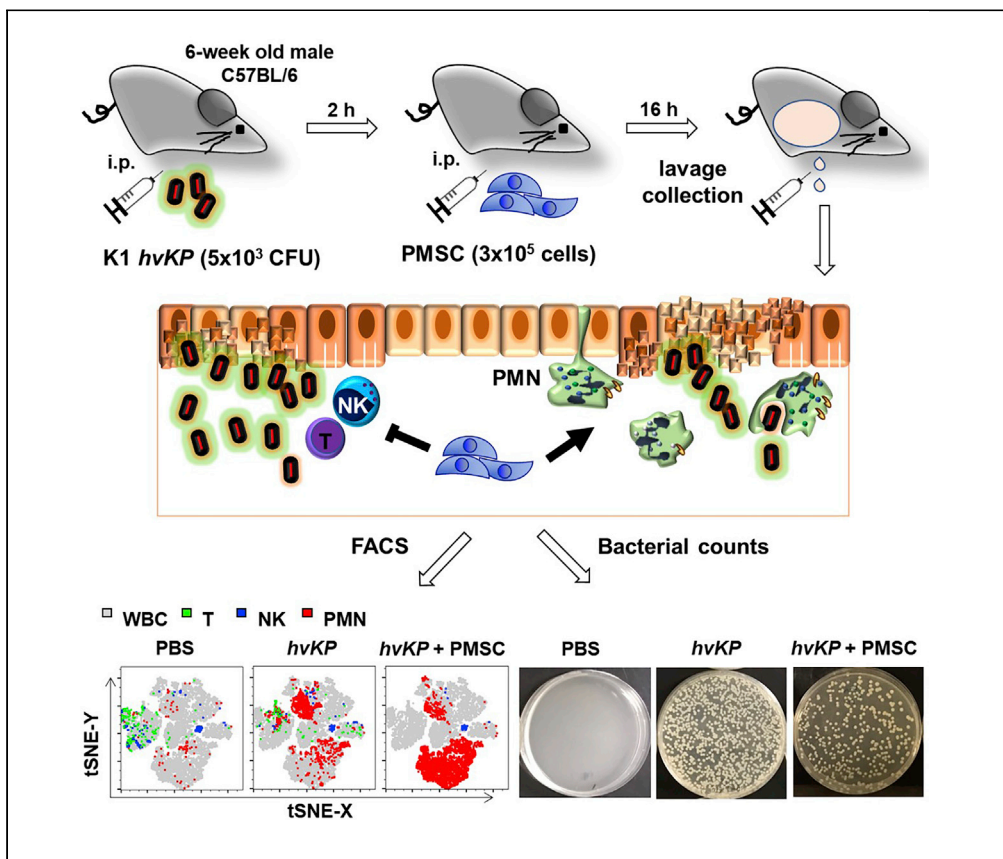 6-week old male
C57BL/6
2 h
16 h
i.p.
i.p.
lavage
collection
K1 hvKP (5x10³ CFU)
PMSC (3x10⁵ cells)
PMN
NK
T
FACS
Bacterial counts
WBC T NK PMN
PBS hvKP hvKP + PMSC PBS hvKP hvKP + PMSC
tSNE-Y
tSNE-X